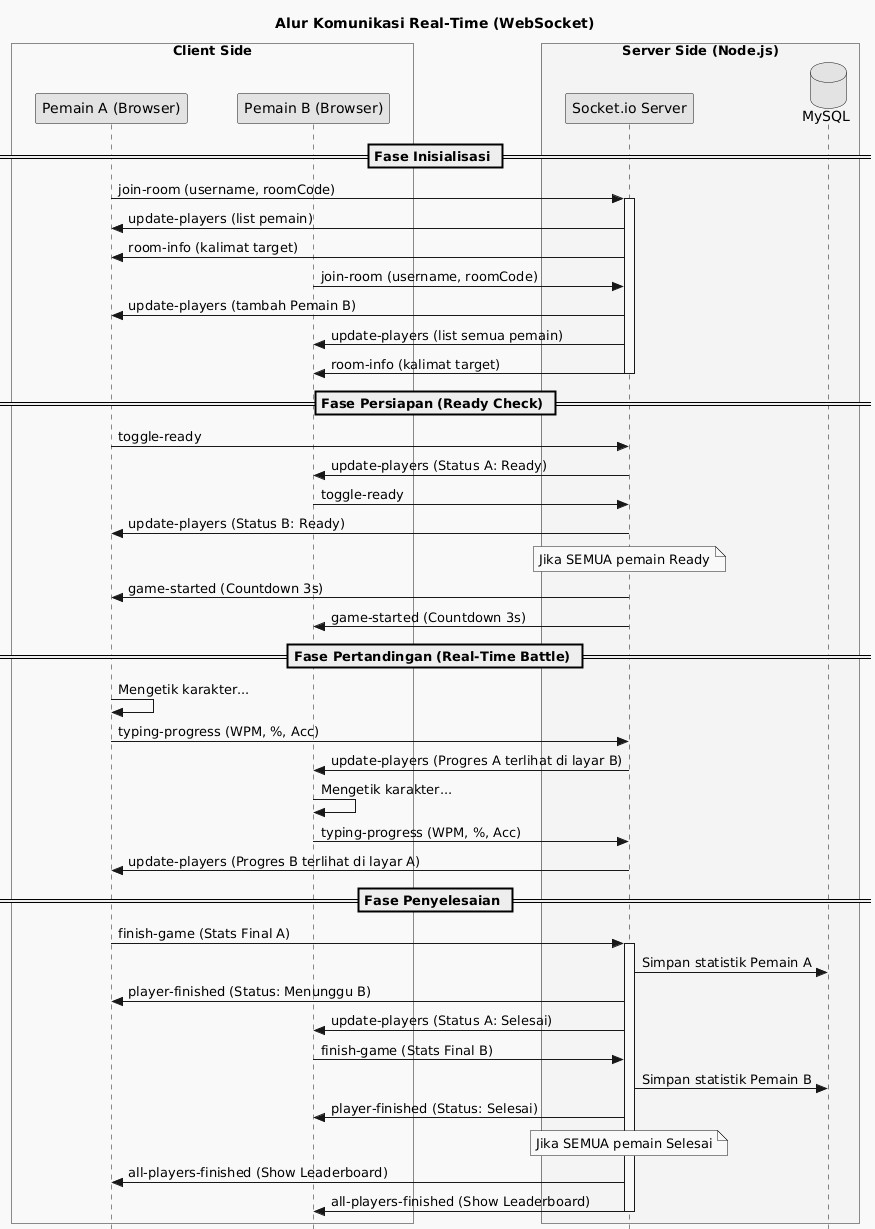 Alur Komunikasi Real-Time (WebSocket)
Client Side
Server Side (Node.js)
Pemain A (Browser)
Pemain B (Browser)
Socket.io Server
MySQL
Fase Inisialisasi
join-room (username, roomCode)
update-players (list pemain)
room-info (kalimat target)
join-room (username, roomCode)
update-players (tambah Pemain B)
update-players (list semua pemain)
room-info (kalimat target)
Fase Persiapan (Ready Check)
toggle-ready
update-players (Status A: Ready)
toggle-ready
update-players (Status B: Ready)
Jika SEMUA pemain Ready
game-started (Countdown 3s)
game-started (Countdown 3s)
Fase Pertandingan (Real-Time Battle)
Mengetik karakter...
typing-progress (WPM, %, Acc)
update-players (Progres A terlihat di layar B)
Mengetik karakter...
typing-progress (WPM, %, Acc)
update-players (Progres B terlihat di layar A)
Fase Penyelesaian
finish-game (Stats Final A)
Simpan statistik Pemain A
player-finished (Status: Menunggu B)
update-players (Status A: Selesai)
finish-game (Stats Final B)
Simpan statistik Pemain B
player-finished (Status: Selesai)
Jika SEMUA pemain Selesai
all-players-finished (Show Leaderboard)
all-players-finished (Show Leaderboard)